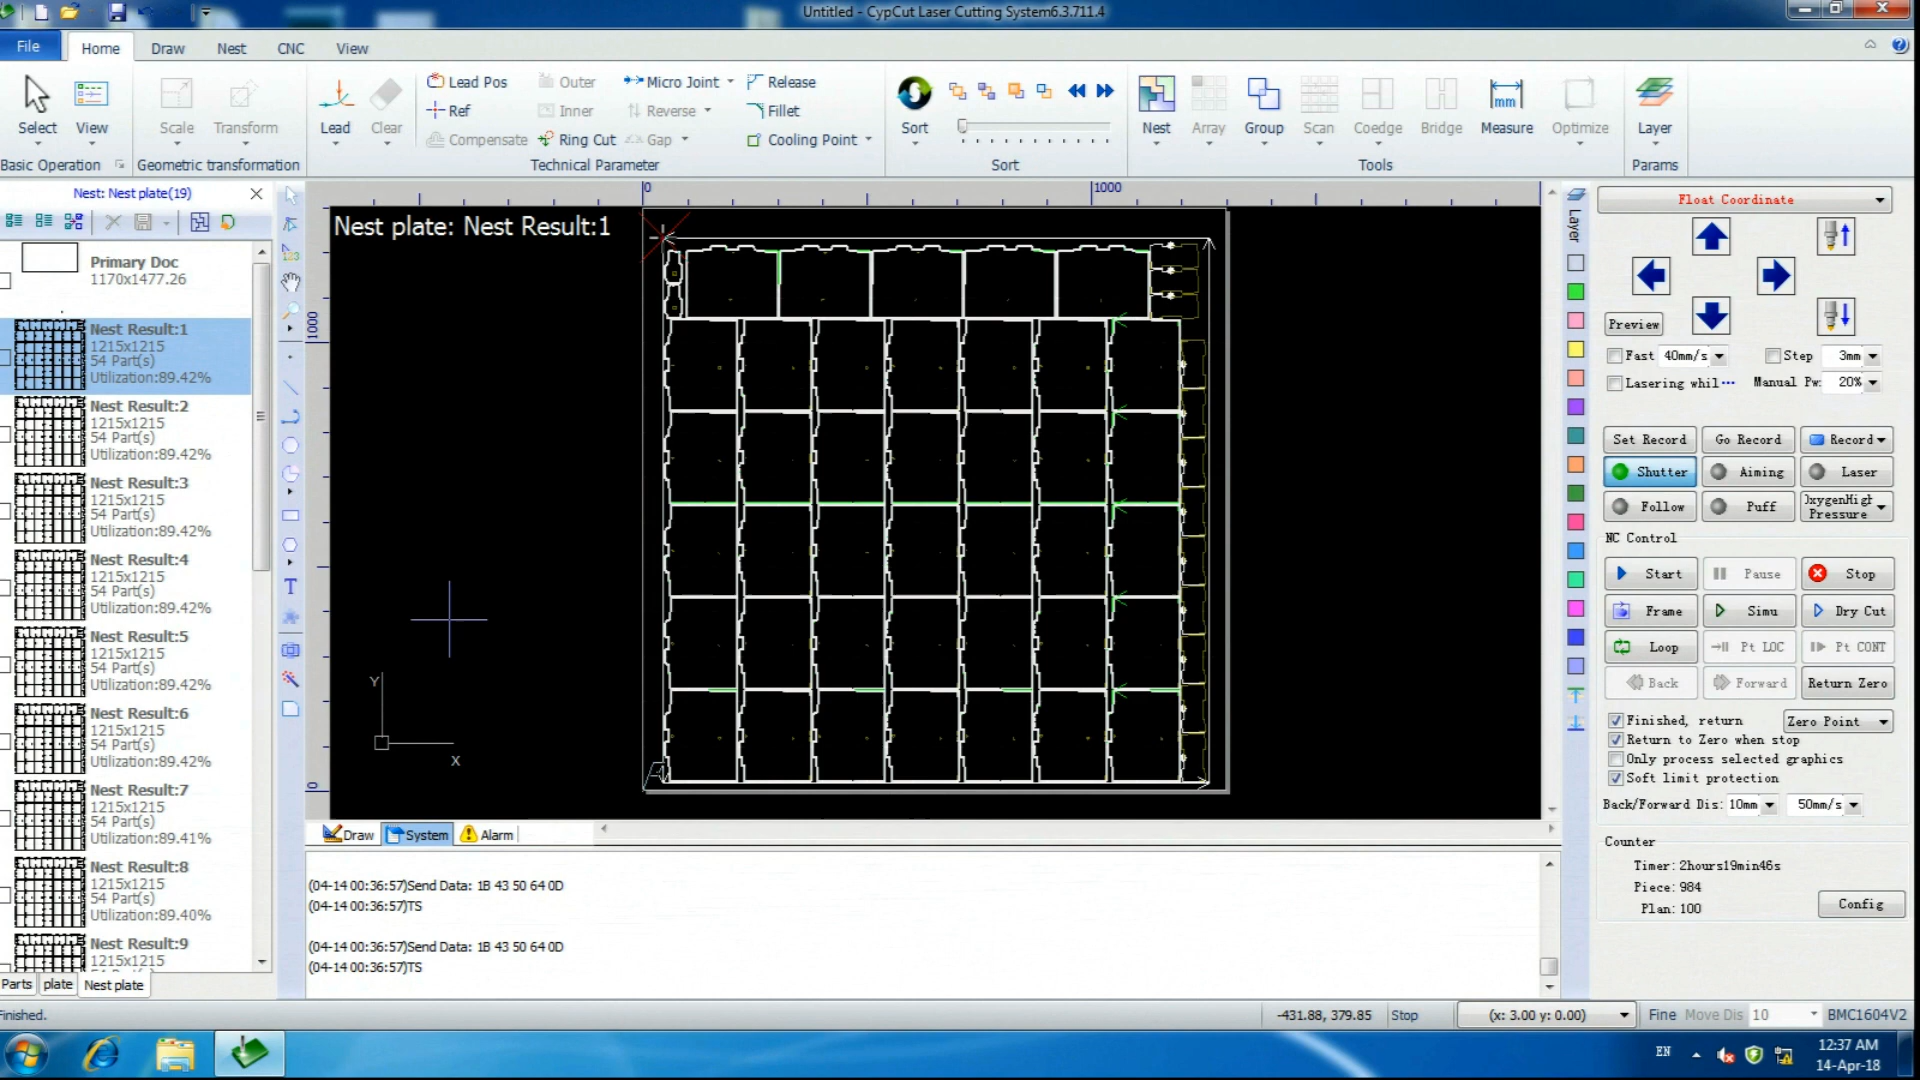 Untitled - CypCut Laser Cutting System6.3.711.4
File Home Draw Nest CNC View
Select View Scale Transform Lead Clear
Lead Pos Outer Micro Joint Release
Ref Inner Reverse Fillet
Compensate Ring Cut Gap Cooling Point
Sort Nest Array Group Scan Coedge Bridge Measure Optimize Layer
mm
Basic Operation Geometric transformation Technical Parameter Sort Tools Params
Nest: Nest plate(19)
Primary Doc
1170x1477.26
Nest Result:1
1215x1215
54 Part(s)
Utilization:89.42%
Nest Result:2
1215x1215
54 Part(s)
Utilization:89.42%
Nest Result:3
1215x1215
54 Part(s)
Utilization:89.42%
Nest Result:4
1215x1215
54 Part(s)
Utilization:89.42%
Nest Result:5
1215x1215
54 Part(s)
Utilization:89.42%
Nest Result:6
1215x1215
54 Part(s)
Utilization:89.42%
Nest Result:7
1215x1215
54 Part(s)
Utilization:89.41%
Nest Result:8
1215x1215
54 Part(s)
Utilization:89.40%
Nest Result:9
1215x1215
Parts plate Nest plate
123
T
0 1000
1000
0
Nest plate: Nest Result:1
Y
X
Draw System Alarm
(04-14 00:36:57)Send Data: 1B 43 50 64 0D
(04-14 00:36:57)TS
(04-14 00:36:57)Send Data: 1B 43 50 64 0D
(04-14 00:36:57)TS
Layer
Float Coordinate
Preview
Fast 40mm/s Step 3mm
Lasering whil... Manual Pw: 20%
Set Record Go Record Record
Shutter Aiming Laser
Follow Puff OxygenHigh Pressure
NC Control
Start Pause Stop
Frame Simu Dry Cut
Loop Pt LOC Pt CONT
Back Forward Return Zero
Finished, return Zero Point
Return to Zero when stop
Only process selected graphics
Soft limit protection
Back/Forward Dis: 10mm 50mm/s
Counter
Timer: 2hours19min46s
Piece: 984
Plan: 100
Config
Finished. -431.88, 379.85 Stop (x: 3.00 y: 0.00) Fine Move Dis 10 BMC1604V2
EN 12:37 AM
14-Apr-18